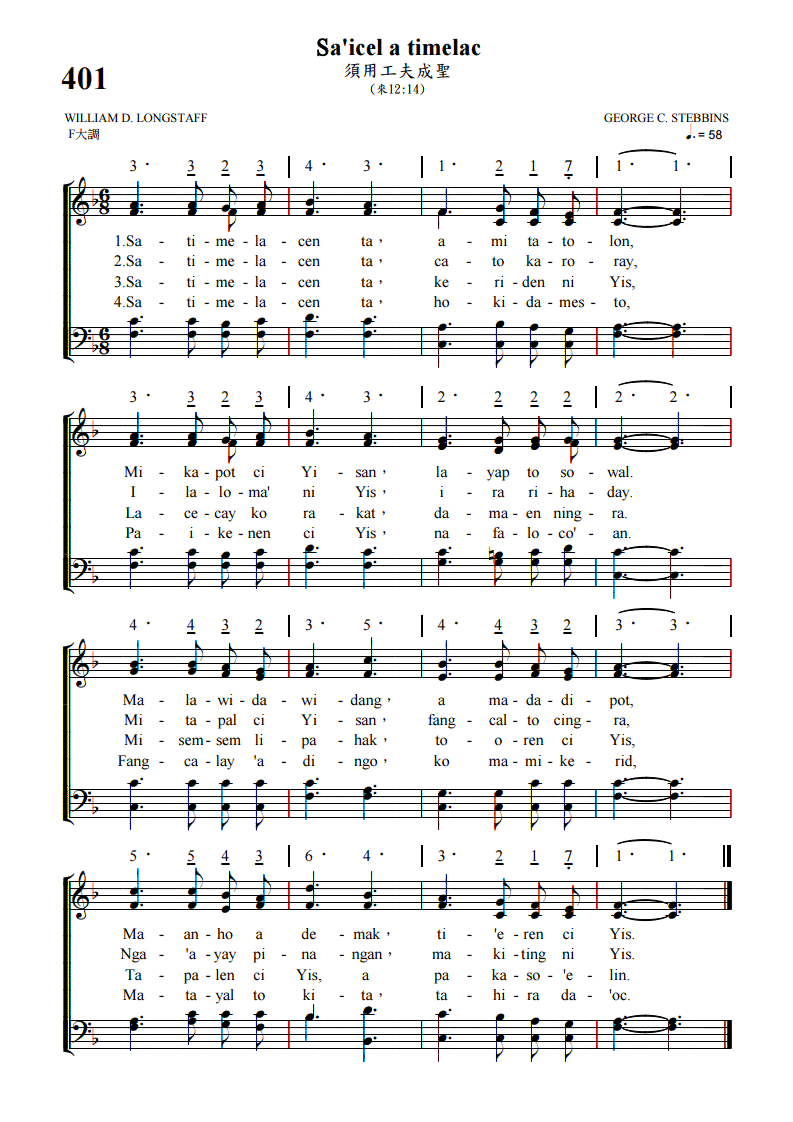 Sa'icel a timelac
401
須用工夫成聖
(來12:14)
WILLIAM D. LONGSTAFF GEORGE C. STEBBINS
F大調 ♩. = 58
3 · 3 3 2 3 4 · 3 · 1 · 2 1 7 1 · 1 ·
1.Sa - ti - me - la - cen ta， a - mi ta - to - lon,
2.Sa - ti - me - la - cen ta， ca - to ka - ro - ray,
3.Sa - ti - me - la - cen ta， ke - ri - den ni Yis,
4.Sa - ti - me - la - cen ta， ho - ki - da - mes - to,
3 · 3 2 3 4 · 3 · 2 · 2 2 2 2 · 2 ·
Mi - ka - pot ci Yi - san， la - yap to so - wal.
I - la - lo - ma' ni Yis， i - ra ri - ha - day.
La - ce - cay ko ra - kat， da - ma - en ning - ra.
Pa - i - ke - nen ci Yis， na - fa - lo - co' - an.
4 · 4 3 2 3 · 5 · 4 · 4 3 2 3 · 3 ·
Ma - la - wi - da - wi - dang， a ma - da - di - pot,
Mi - ta - pal ci Yi - san， fang - cal - to cing - ra,
Mi - sem - sem li - pa - hak， to - o - ren ci Yis,
Fang - ca - lay 'a - di - ngo， ko ma - mi - ke - rid,
5 · 5 4 3 6 · 4 · 3 · 2 1 7 1 · 1 ·
Ma - an - ho a de - mak， ti - 'e - ren ci Yis.
Nga - 'a - yay pi - na - ngan， ma - ki - ting ni Yis.
Ta - pa - len ci Yis, a pa - ka - so - 'e - lin.
Ma - ta - yal to ki - ta， ta - hi - ra da - 'oc.